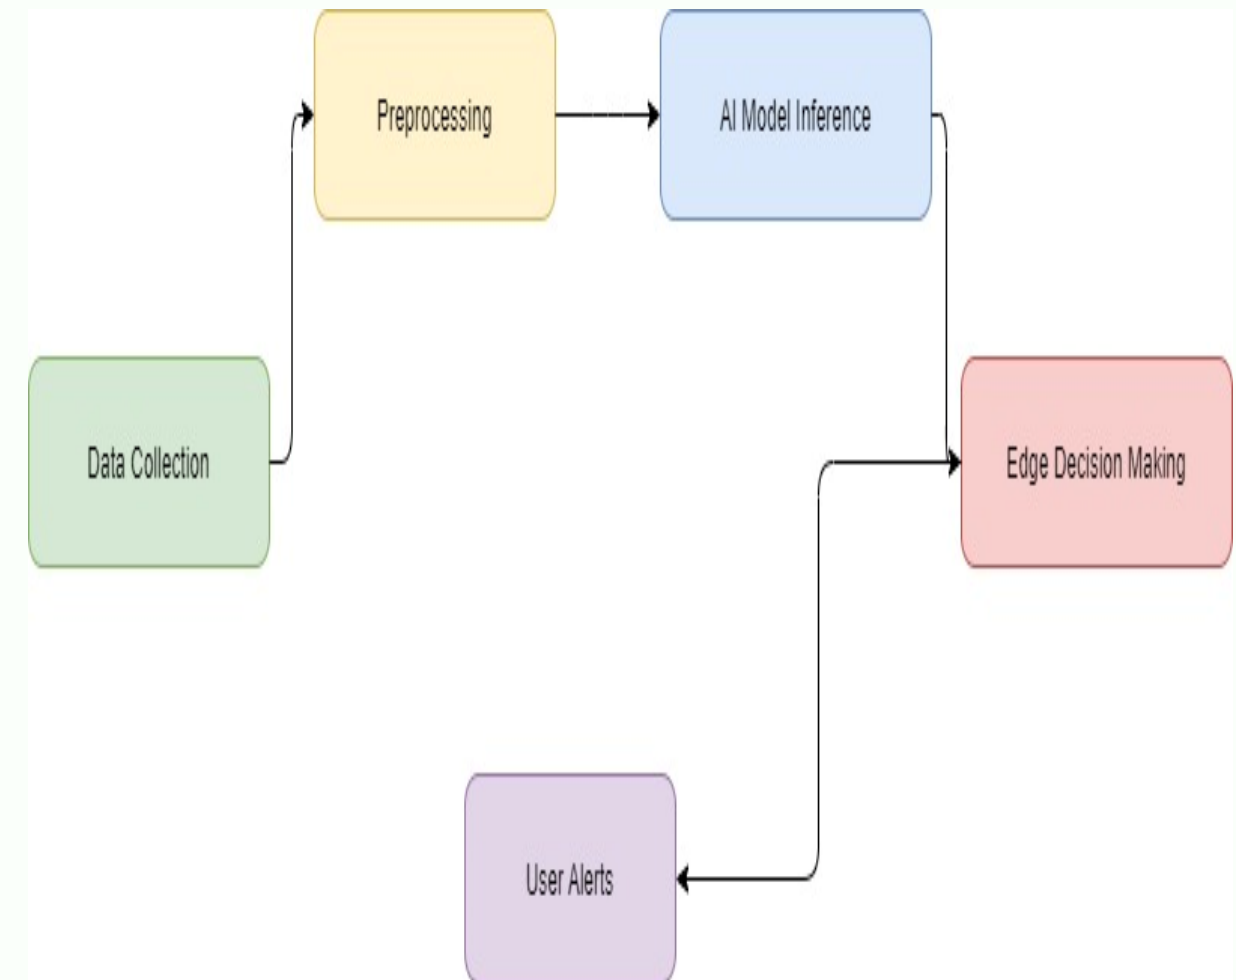 Preprocessing
AI Model Inference
Data Collection
Edge Decision Making
User Alerts